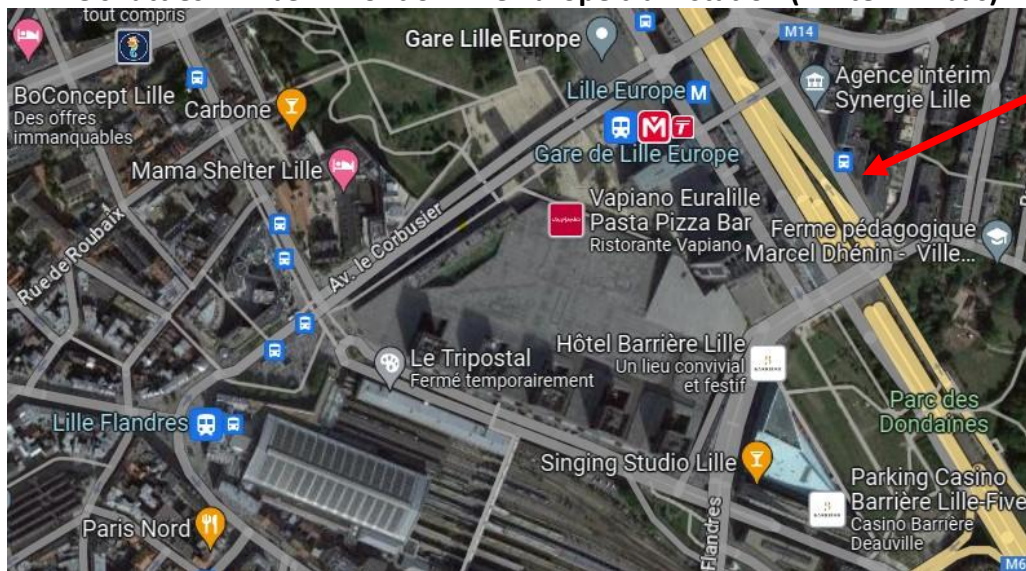 tout compris
Gare Lille Europe
M14
Lille Europe M
Agence intérim
Synergie Lille
BoConcept Lille
Des offres
immanquables
Carbone
M T
Gare de Lille Europe
Mama Shelter Lille
Vapiano Euralille
Pasta Pizza Bar
Ristorante Vapiano
Ferme pédagogique
Marcel Dhénin - Ville...
Rue de Roubaix
Av. le Corbusier
Le Tripostal
Fermé temporairement
Hôtel Barrière Lille
Un lieu convivial
et festif
BARRIÈRE
Parc des
Dondaines
Lille Flandres
Singing Studio Lille
Parking Casino
Barrière Lille-Five
Casino Barrière
Deauville
Paris Nord
Flandres
M6